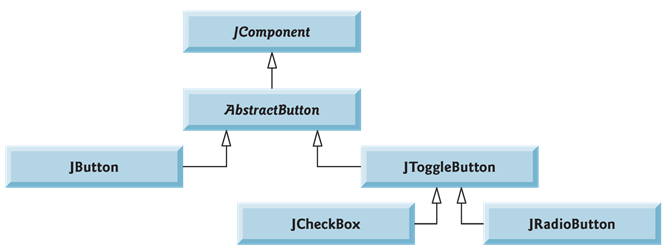 JComponent
AbstractButton
JButton
JToggleButton
JCheckBox
JRadioButton